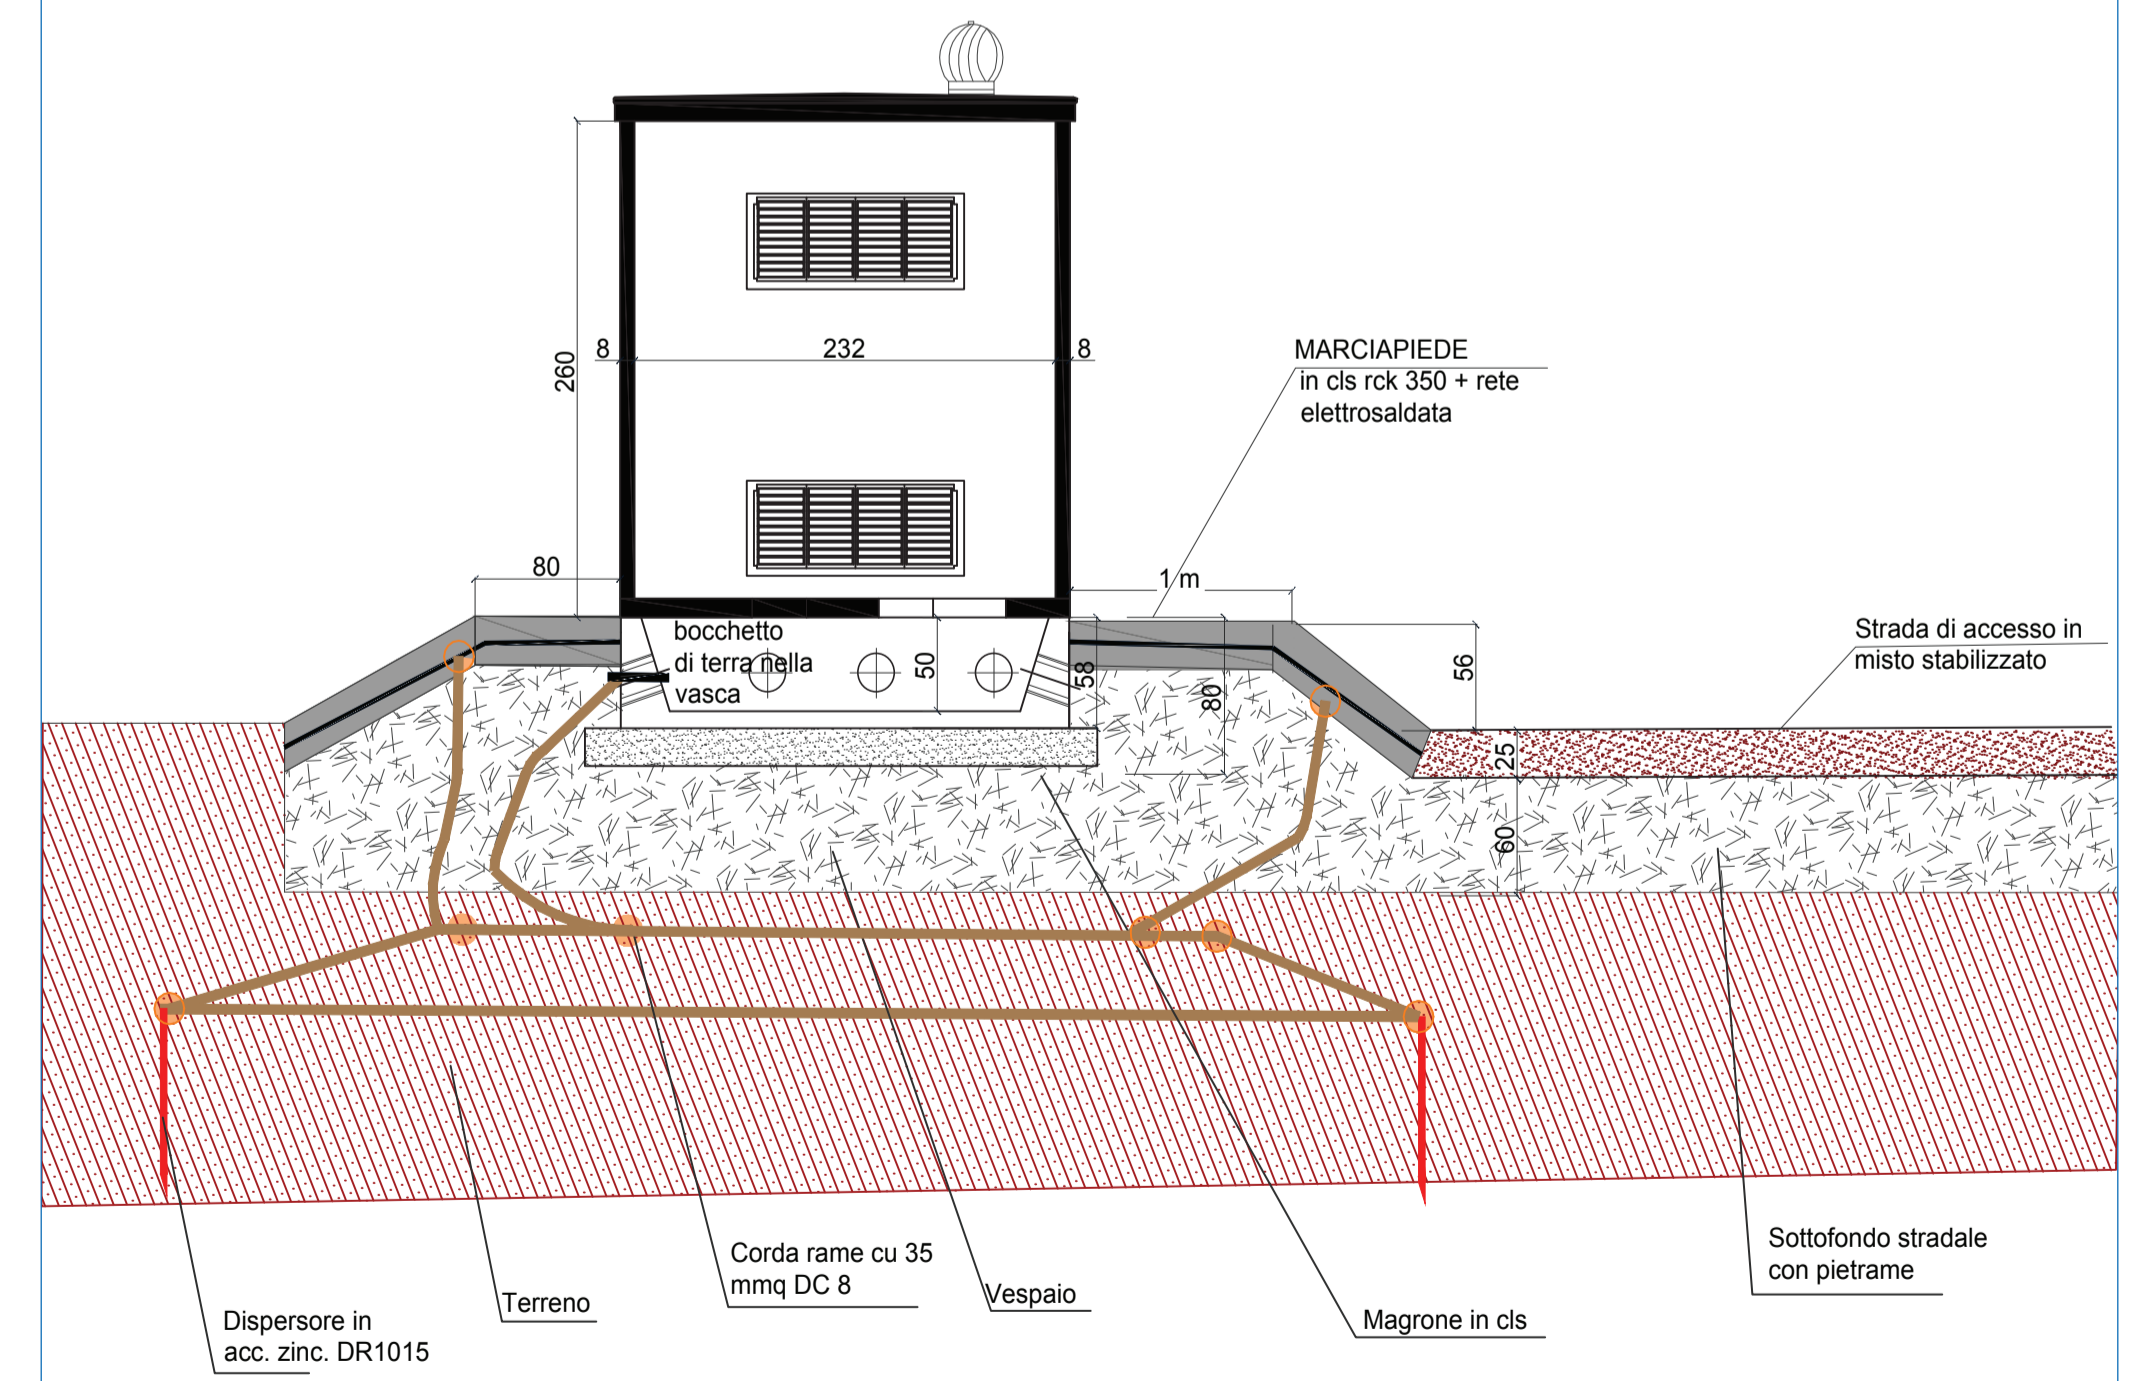 260
8
232
8
MARCIAPIEDE
in cls rck 350 + rete
elettrosaldata
80
1 m
bocchetto
di terra nella
vasca
50
58
80
56
Strada di accesso in
misto stabilizzato
25
60
Dispersore in
acc. zinc. DR1015
Terreno
Corda rame cu 35
mmq DC 8
Vespaio
Magrone in cls
Sottofondo stradale
con pietrame